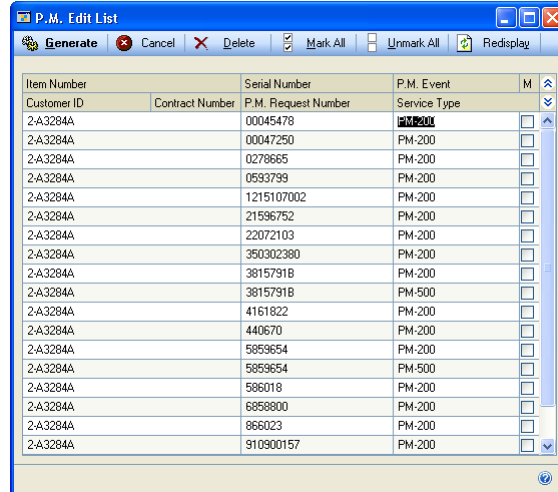 P.M. Edit List
Generate Cancel Delete Mark All Unmark All Redisplay
Item Number Serial Number P.M. Event M
Customer ID Contract Number P.M. Request Number Service Type
2-A3284A 00045478 PM-200
2-A3284A 00047250 PM-200
2-A3284A 0278665 PM-200
2-A3284A 0593799 PM-200
2-A3284A 1215107002 PM-200
2-A3284A 21596752 PM-200
2-A3284A 22072103 PM-200
2-A3284A 350302380 PM-200
2-A3284A 3815791B PM-200
2-A3284A 3815791B PM-500
2-A3284A 4161822 PM-200
2-A3284A 440670 PM-200
2-A3284A 5859654 PM-200
2-A3284A 5859654 PM-500
2-A3284A 586018 PM-200
2-A3284A 6858800 PM-200
2-A3284A 866023 PM-200
2-A3284A 910900157 PM-200